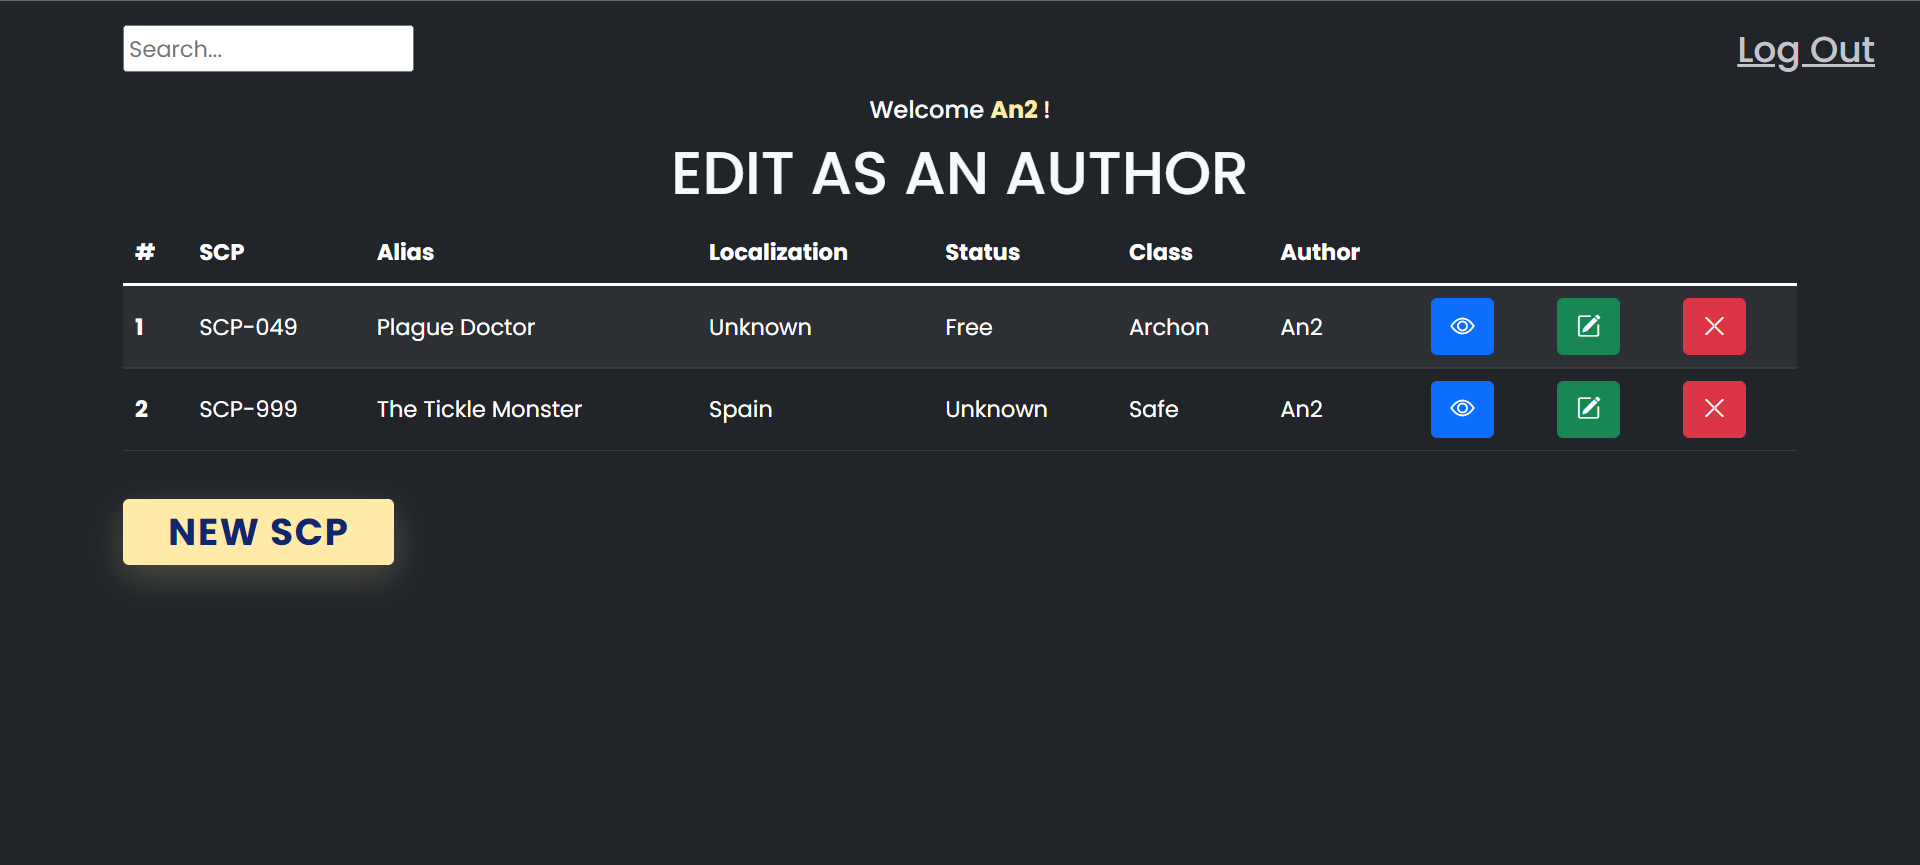 Search...
Log Out
Welcome An2 !
EDIT AS AN AUTHOR
# SCP Alias Localization Status Class Author
1 SCP-049 Plague Doctor Unknown Free Archon An2
2 SCP-999 The Tickle Monster Spain Unknown Safe An2
NEW SCP